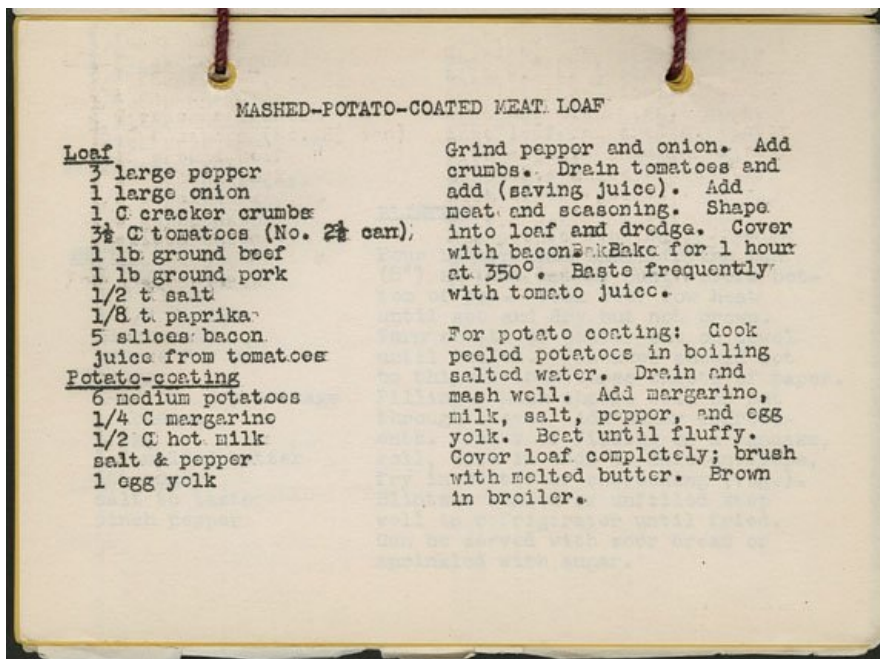 MASHED-POTATO-COATED MEAT LOAF
Loaf
3 large pepper
1 large onion
1 C cracker crumbs
3½ C tomatoes (No. 2½ can)
1 lb ground beef
1 lb ground pork
1/2 t salt
1/8 t paprika
5 slices bacon
juice from tomatoes
Potato-coating
6 medium potatoes
1/4 C margarine
1/2 C hot milk
salt & pepper
1 egg yolk
Grind pepper and onion. Add
crumbs. Drain tomatoes and
add (saving juice). Add
meat and seasoning. Shape
into loaf and dredge. Cover
with bacon.BakBake for 1 hour
at 350°. Baste frequently
with tomato juice.
For potato coating: Cook
peeled potatoes in boiling
salted water. Drain and
mash well. Add margarine,
milk, salt, pepper, and egg
yolk. Beat until fluffy.
Cover loaf completely; brush
with melted butter. Brown
in broiler.